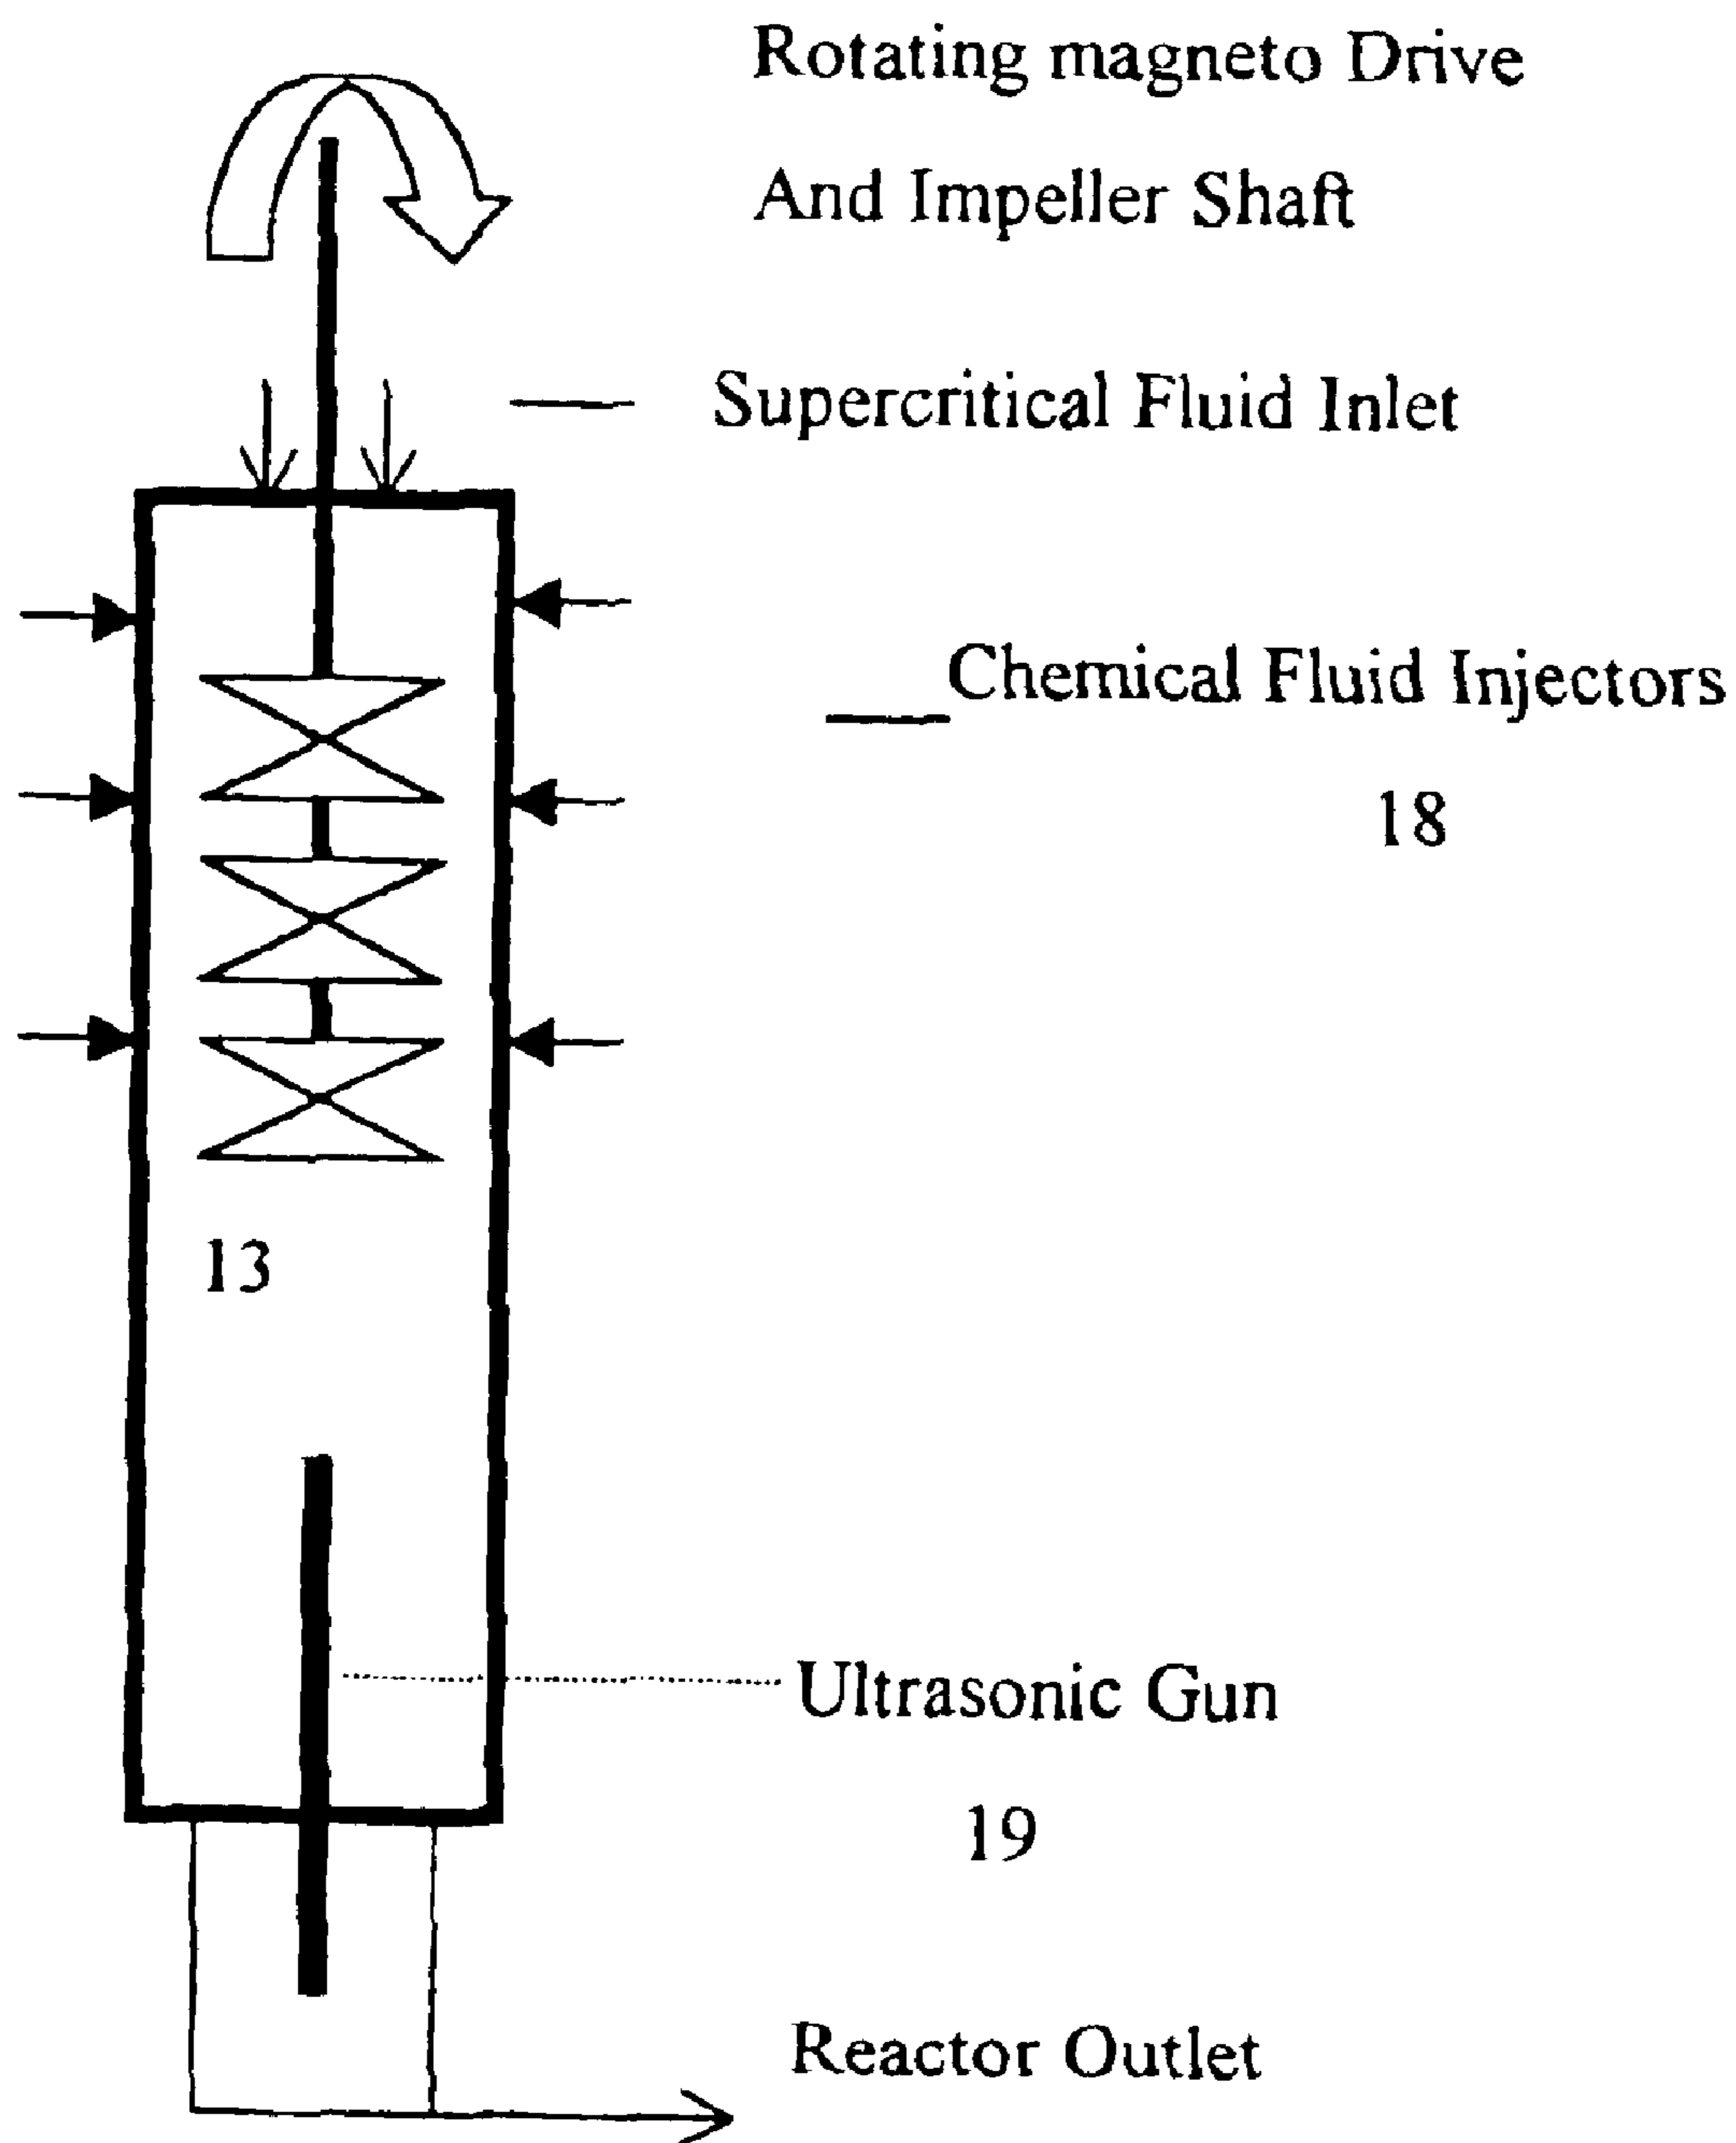 Rotating magneto Drive
And Impeller Shaft
Supercritical Fluid Inlet
Chemical Fluid Injectors
18
13
Ultrasonic Gun
19
Reactor Outlet